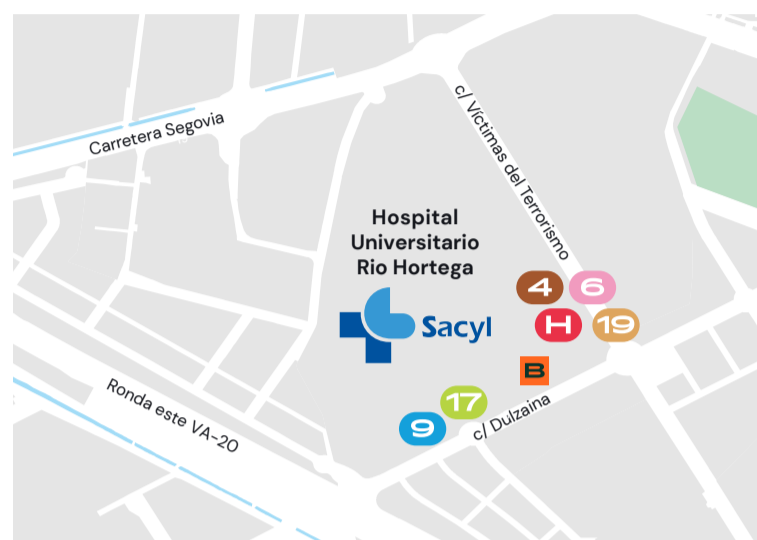 Carretera Segovia
c/ Víctimas del Terrorismo
Hospital
Universitario
Rio Hortega
Sacyl
4
6
H
19
B
17
9
c/ Dulzaina
Ronda este VA-20